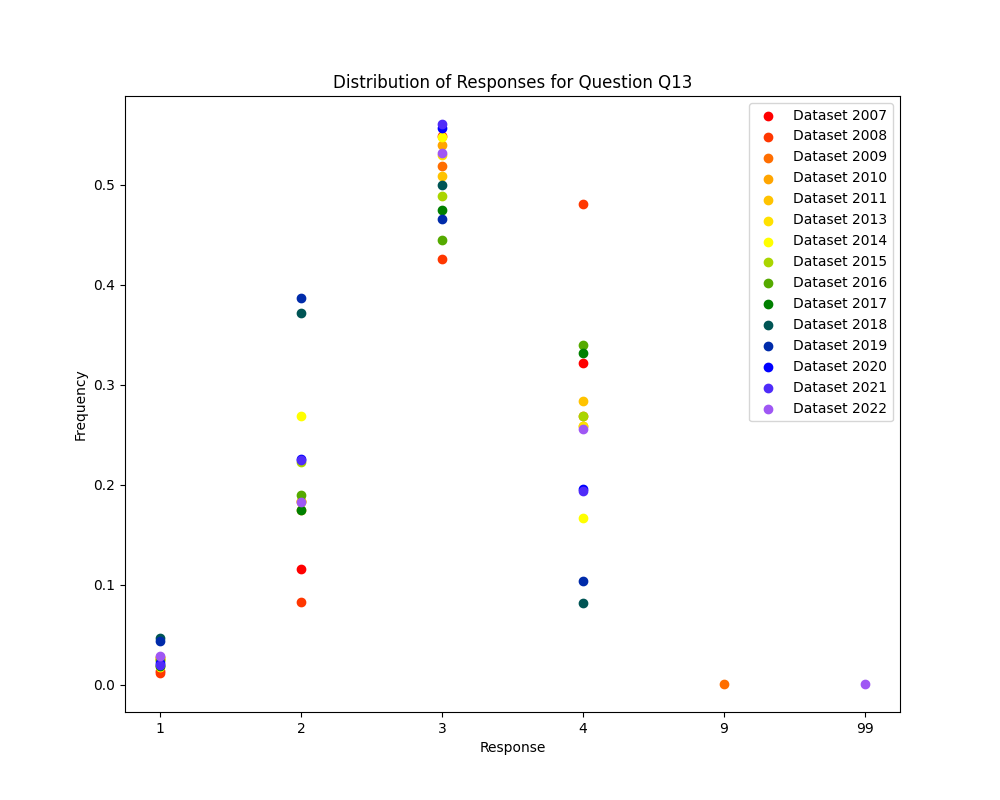 Distribution of Responses for Question Q13
Dataset 2007
Dataset 2008
Dataset 2009
Dataset 2010
Dataset 2011
Dataset 2013
Dataset 2014
Dataset 2015
Dataset 2016
Dataset 2017
Dataset 2018
Dataset 2019
Dataset 2020
Dataset 2021
Dataset 2022
Frequency
0.5
0.4
0.3
0.2
0.1
0.0
1 2 3 4 9 99
Response